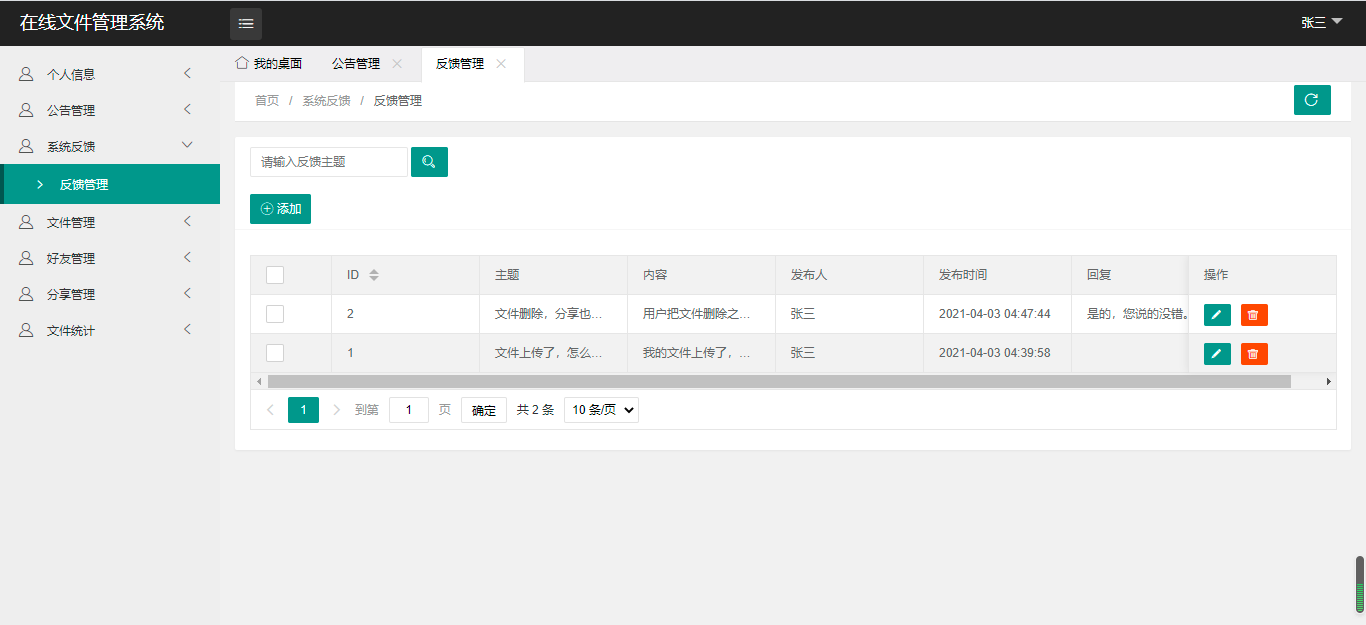 在线文件管理系统
张三
个人信息
公告管理
系统反馈
反馈管理
文件管理
好友管理
分享管理
文件统计
我的桌面 公告管理 反馈管理
首页 / 系统反馈 / 反馈管理
请输入反馈主题
添加
ID 主题 内容 发布人 发布时间 回复 操作
2 文件删除，分享也... 用户把文件删除之... 张三 2021-04-03 04:47:44 是的，您说的没错。
1 文件上传了，怎么... 我的文件上传了，... 张三 2021-04-03 04:39:58
1 到第 1 页 确定 共 2 条 10 条/页